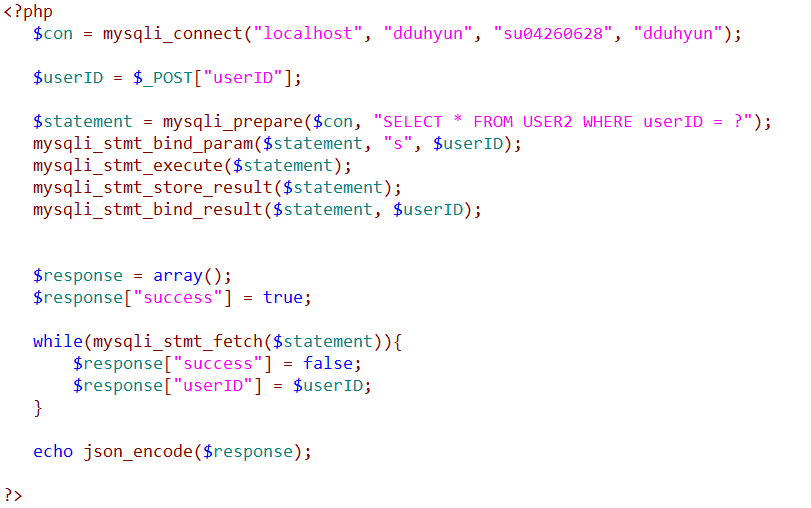 <?php
$con = mysqli_connect("localhost", "dduhyun", "su04260628", "dduhyun");
$userID = $_POST["userID"];
$statement = mysqli_prepare($con, "SELECT * FROM USER2 WHERE userID = ?");
mysqli_stmt_bind_param($statement, "s", $userID);
mysqli_stmt_execute($statement);
mysqli_stmt_store_result($statement);
mysqli_stmt_bind_result($statement, $userID);
$response = array();
$response["success"] = true;
while(mysqli_stmt_fetch($statement)){
$response["success"] = false;
$response["userID"] = $userID;
}
echo json_encode($response);
?>